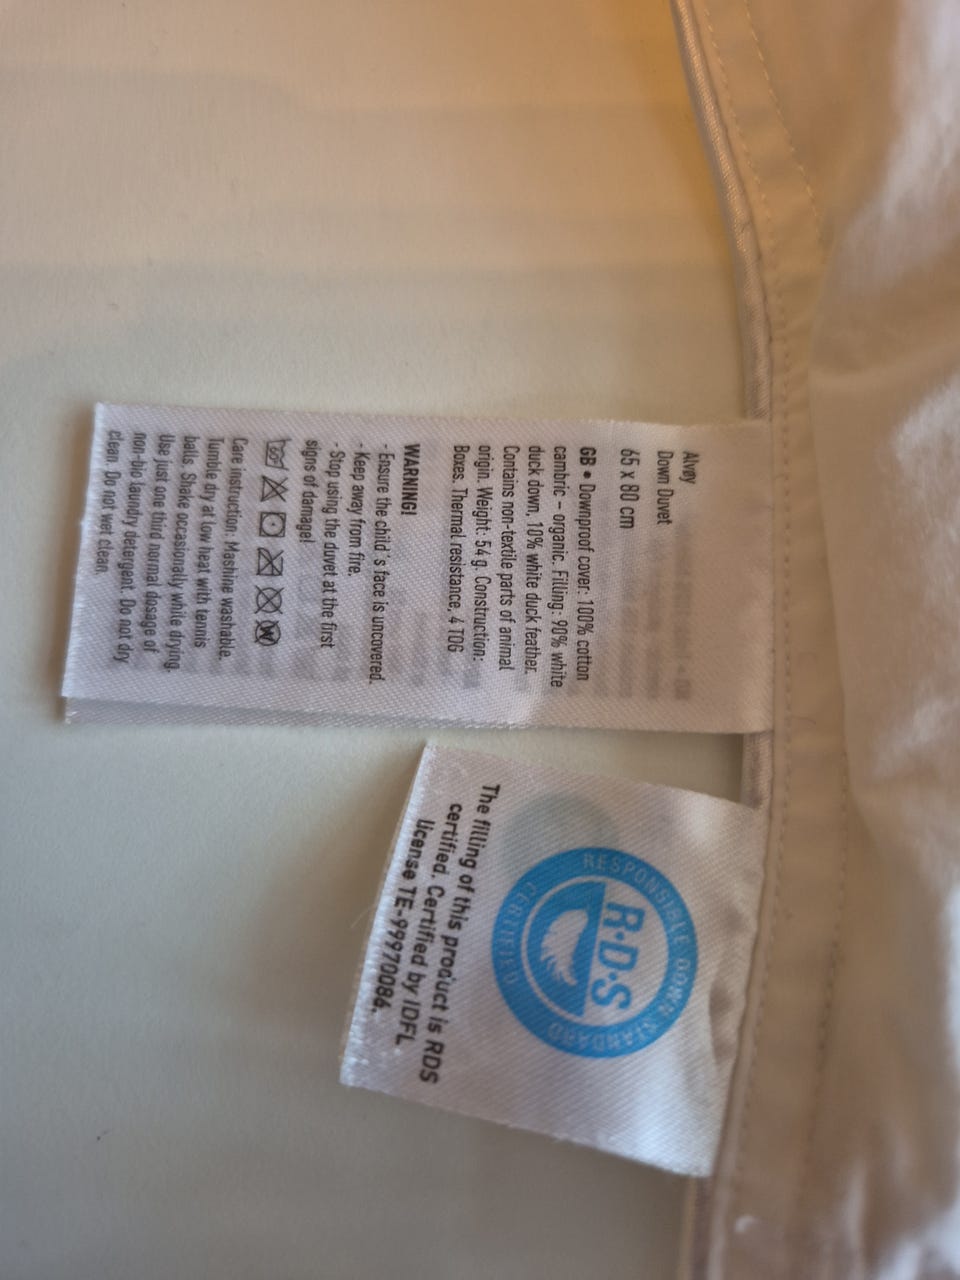 Alvøy
Down Duvet
65 x 80 cm
GB • Downproof cover: 100% cotton
cambric – organic. Filling: 90% white
duck down, 10% white duck feather.
Contains non-textile parts of animal
origin. Weight: 54 g. Construction:
Boxes. Thermal resistance, 4 TOG
WARNING!
- Ensure the child's face is uncovered.
- Keep away from fire.
- Stop using the duvet at the first
signs of damage!
Care instruction: Mashine washable.
Tumble dry at low heat with tennis
balls. Shake occasionally while drying.
Use just one third normal dosage of
non-bio laundry detergent. Do not dry
clean. Do not wet clean.
RESPONSIBLE DOWN STANDARD
R·D·S
CERTIFIED
The filling of this product is RDS
certified. Certified by IDFL
License TE-99970084.